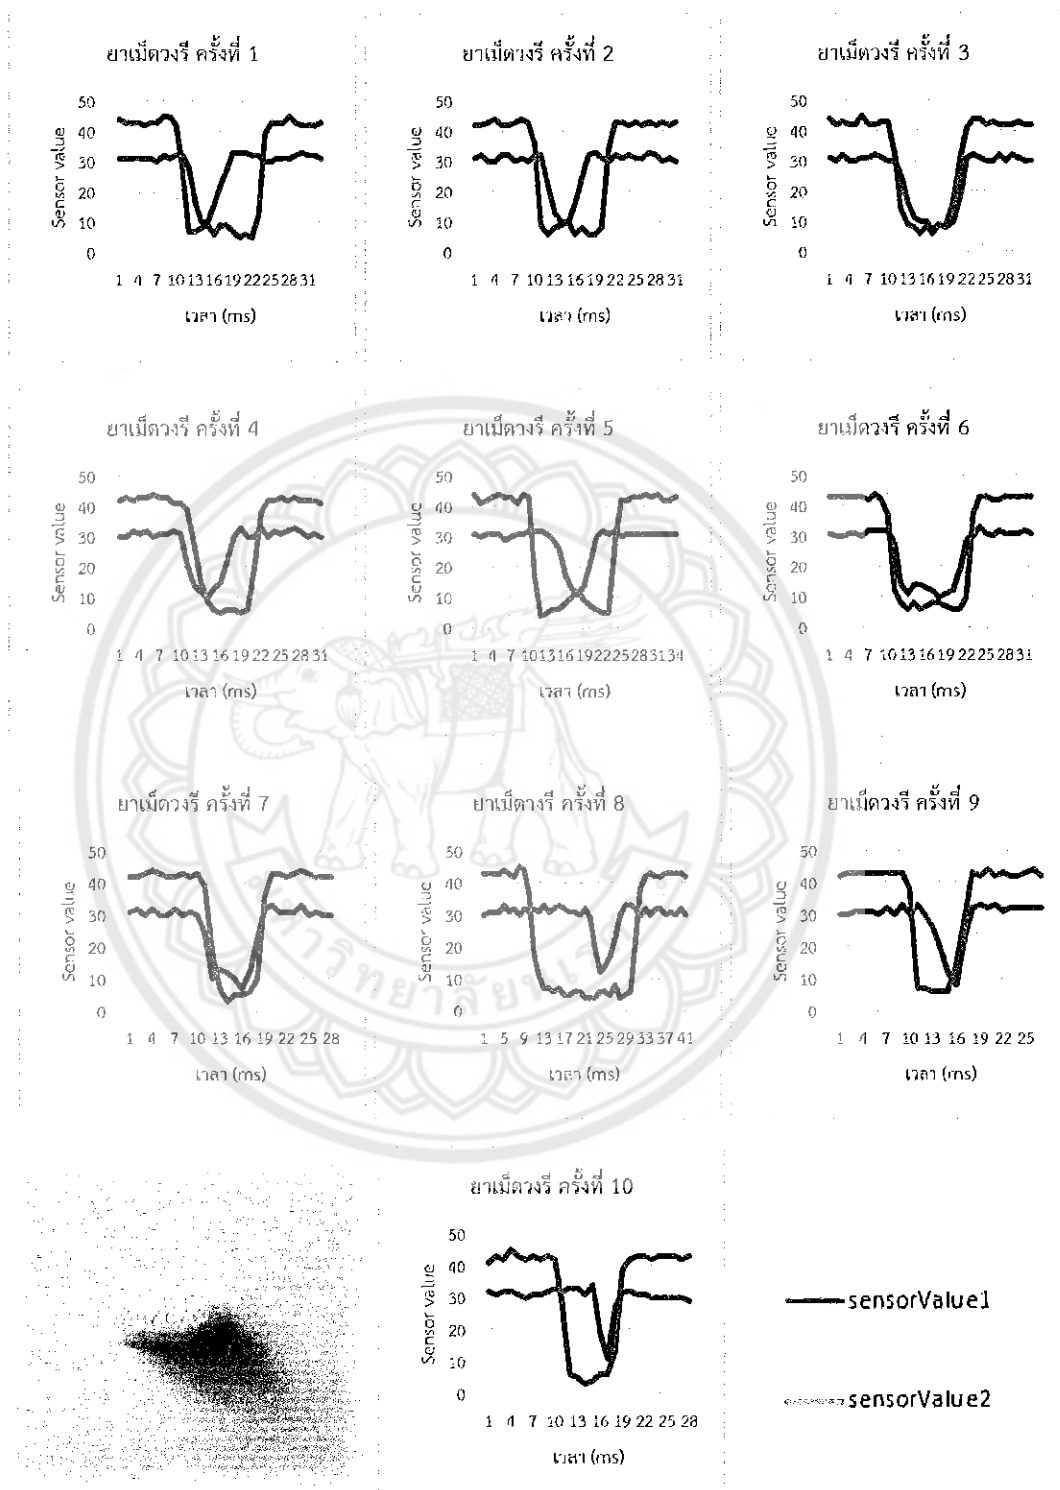 ยาเม็ดวงรี ครั้งที่ 1
50
40
30
20
10
0
Sensor value
1 4 7 10 13 16 19 22 25 28 31
เวลา (ms)
ยาเม็ดวงรี ครั้งที่ 2
50
40
30
20
10
0
Sensor value
1 4 7 10 13 16 19 22 25 28 31
เวลา (ms)
ยาเม็ดวงรี ครั้งที่ 3
50
40
30
20
10
0
Sensor value
1 4 7 10 13 16 19 22 25 28 31
เวลา (ms)
ยาเม็ดวงรี ครั้งที่ 4
50
40
30
20
10
0
Sensor value
1 4 7 10 13 16 19 22 25 28 31
เวลา (ms)
ยาเม็ดวงรี ครั้งที่ 5
50
40
30
20
10
0
Sensor value
1 4 7 10 13 16 19 22 25 28 31 34
เวลา (ms)
ยาเม็ดวงรี ครั้งที่ 6
50
40
30
20
10
0
Sensor value
1 4 7 10 13 16 19 22 25 28 31
เวลา (ms)
ยาเม็ดวงรี ครั้งที่ 7
50
40
30
20
10
0
Sensor value
1 4 7 10 13 16 19 22 25 28
เวลา (ms)
ยาเม็ดวงรี ครั้งที่ 8
50
40
30
20
10
0
Sensor value
1 5 9 13 17 21 25 29 33 37 41
เวลา (ms)
ยาเม็ดวงรี ครั้งที่ 9
50
40
30
20
10
0
Sensor value
1 4 7 10 13 16 19 22 25
เวลา (ms)
ยาเม็ดวงรี ครั้งที่ 10
50
40
30
20
10
0
Sensor value
1 4 7 10 13 16 19 22 25 28
เวลา (ms)
sensorValue1
sensorValue2